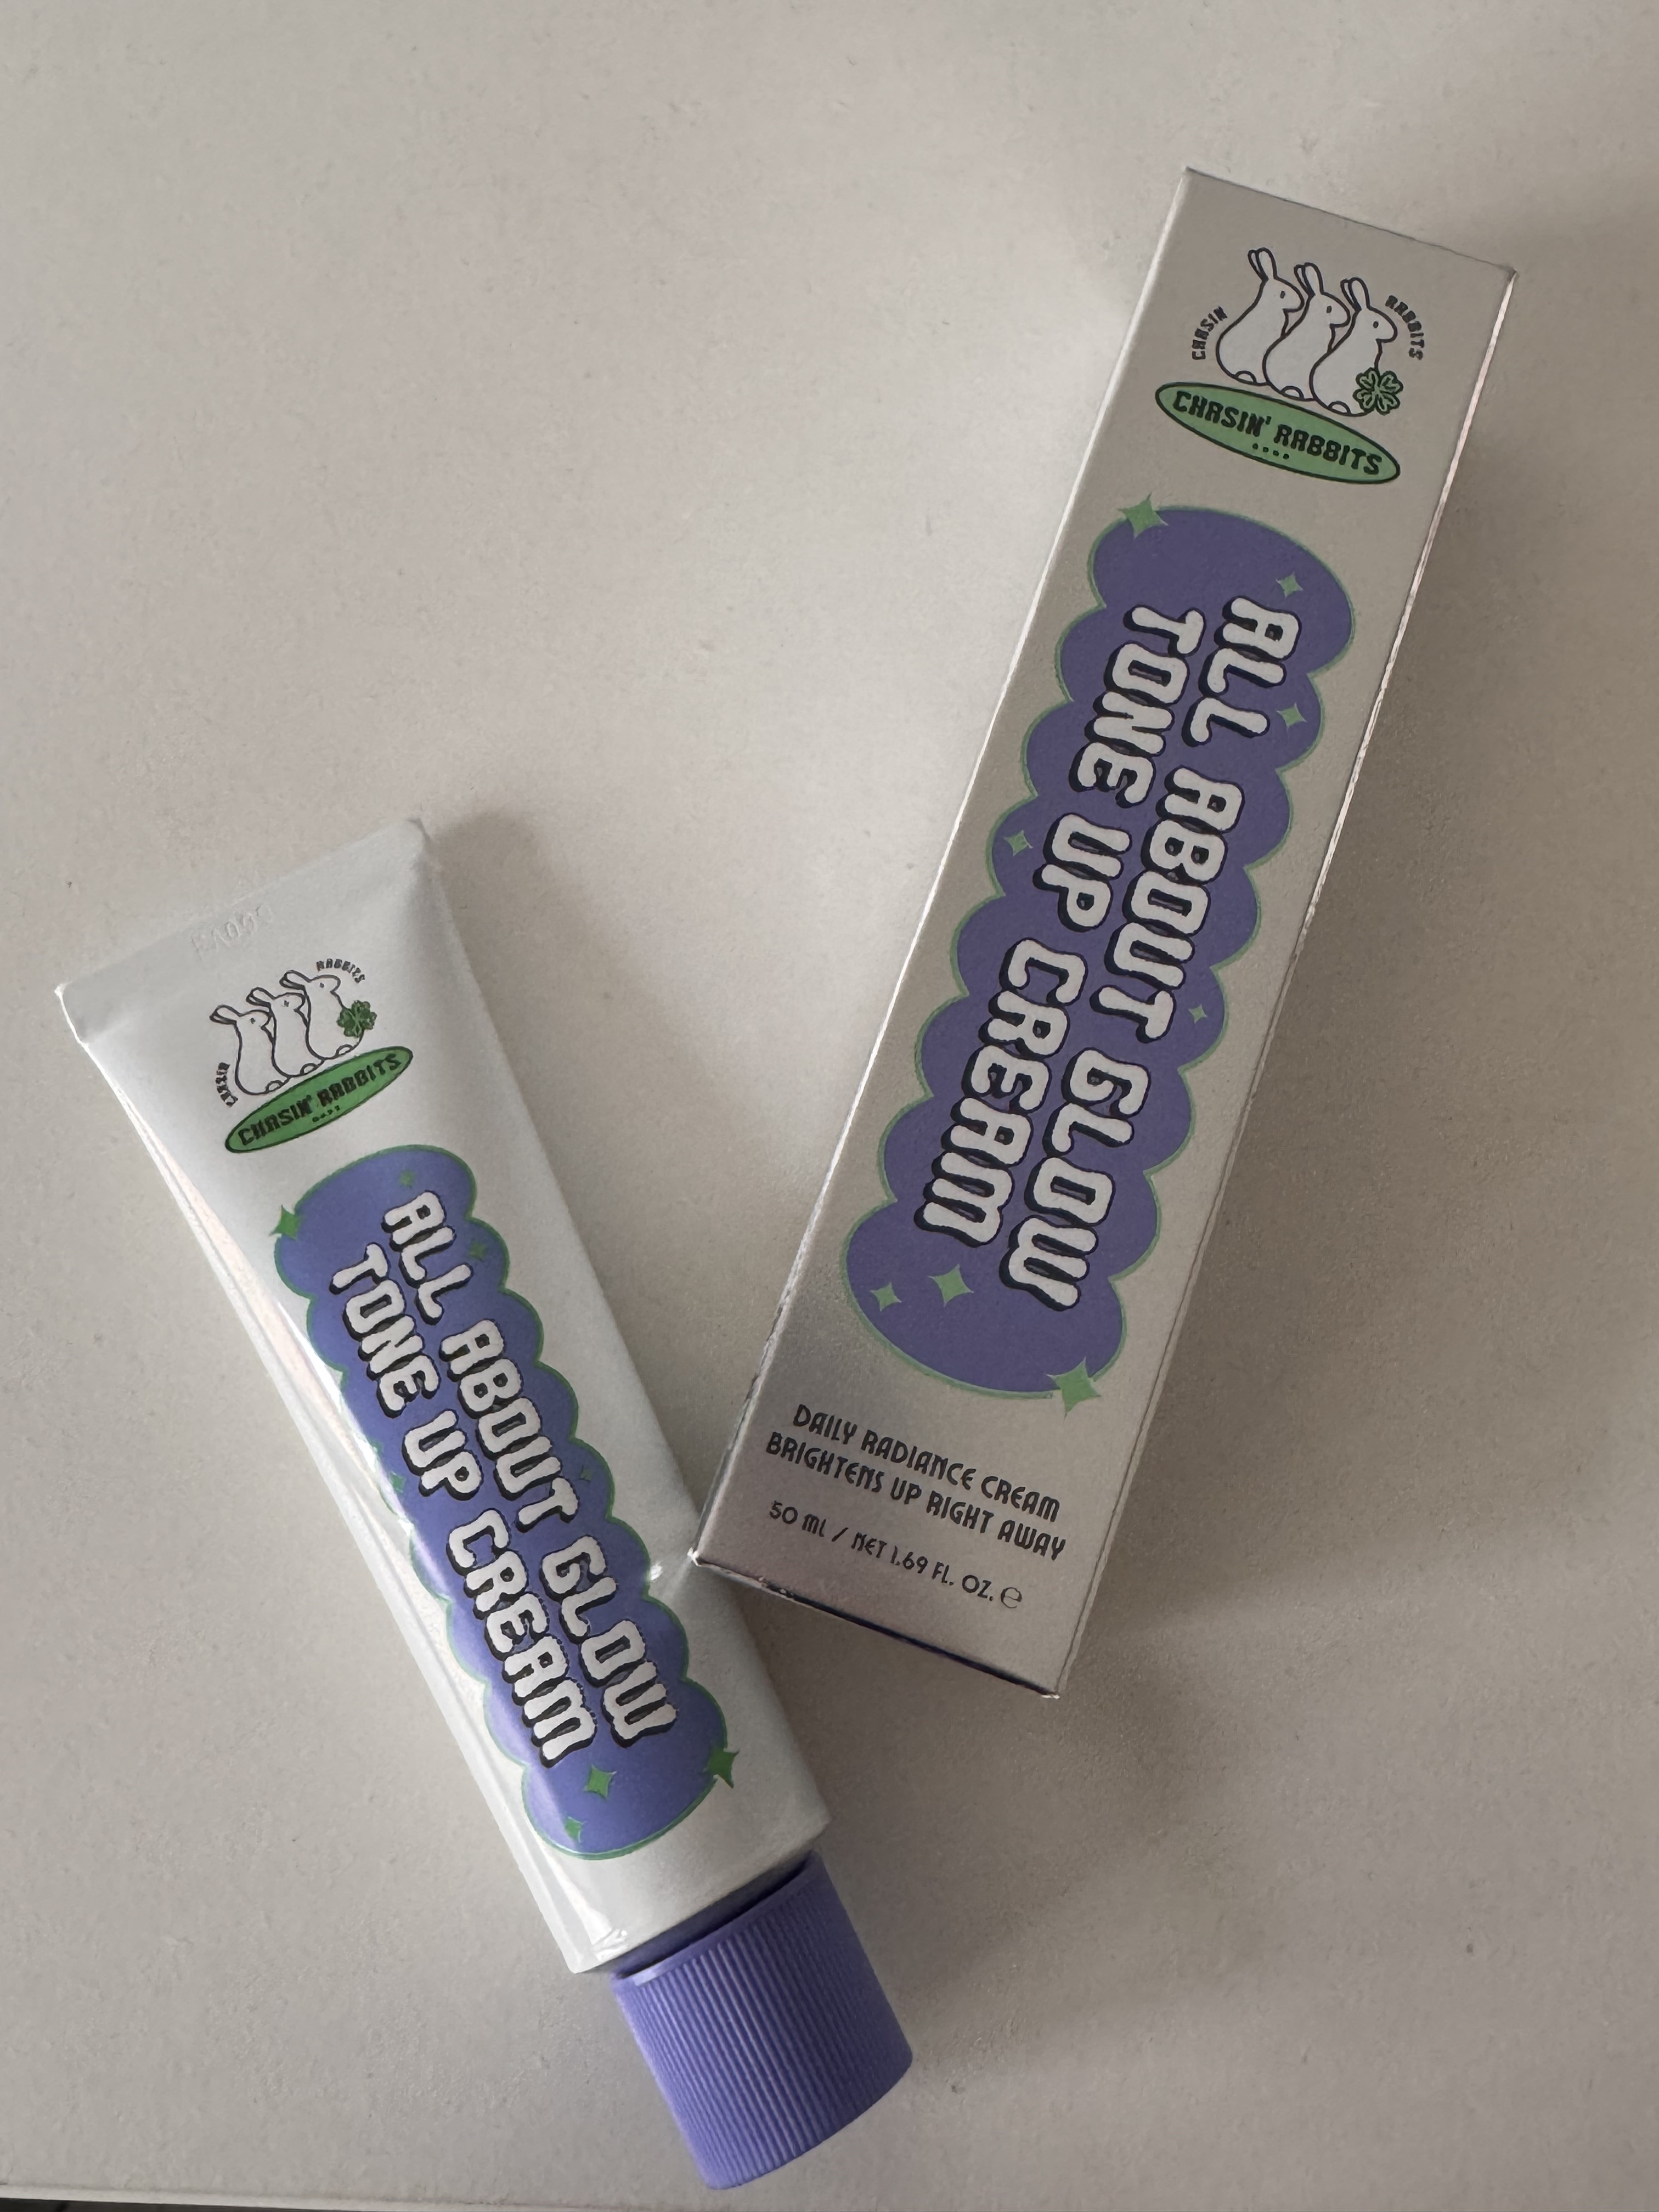 CHASIN RABBITS
CHASIN' RABBITS
ALL ABOUT GLOW
TONE UP CREAM
DAILY RADIANCE CREAM
BRIGHTENS UP RIGHT AWAY
50 ml / NET 1.69 FL. OZ. ℮
CHASIN RABBITS
CHASIN' RABBITS
ALL ABOUT GLOW
TONE UP CREAM